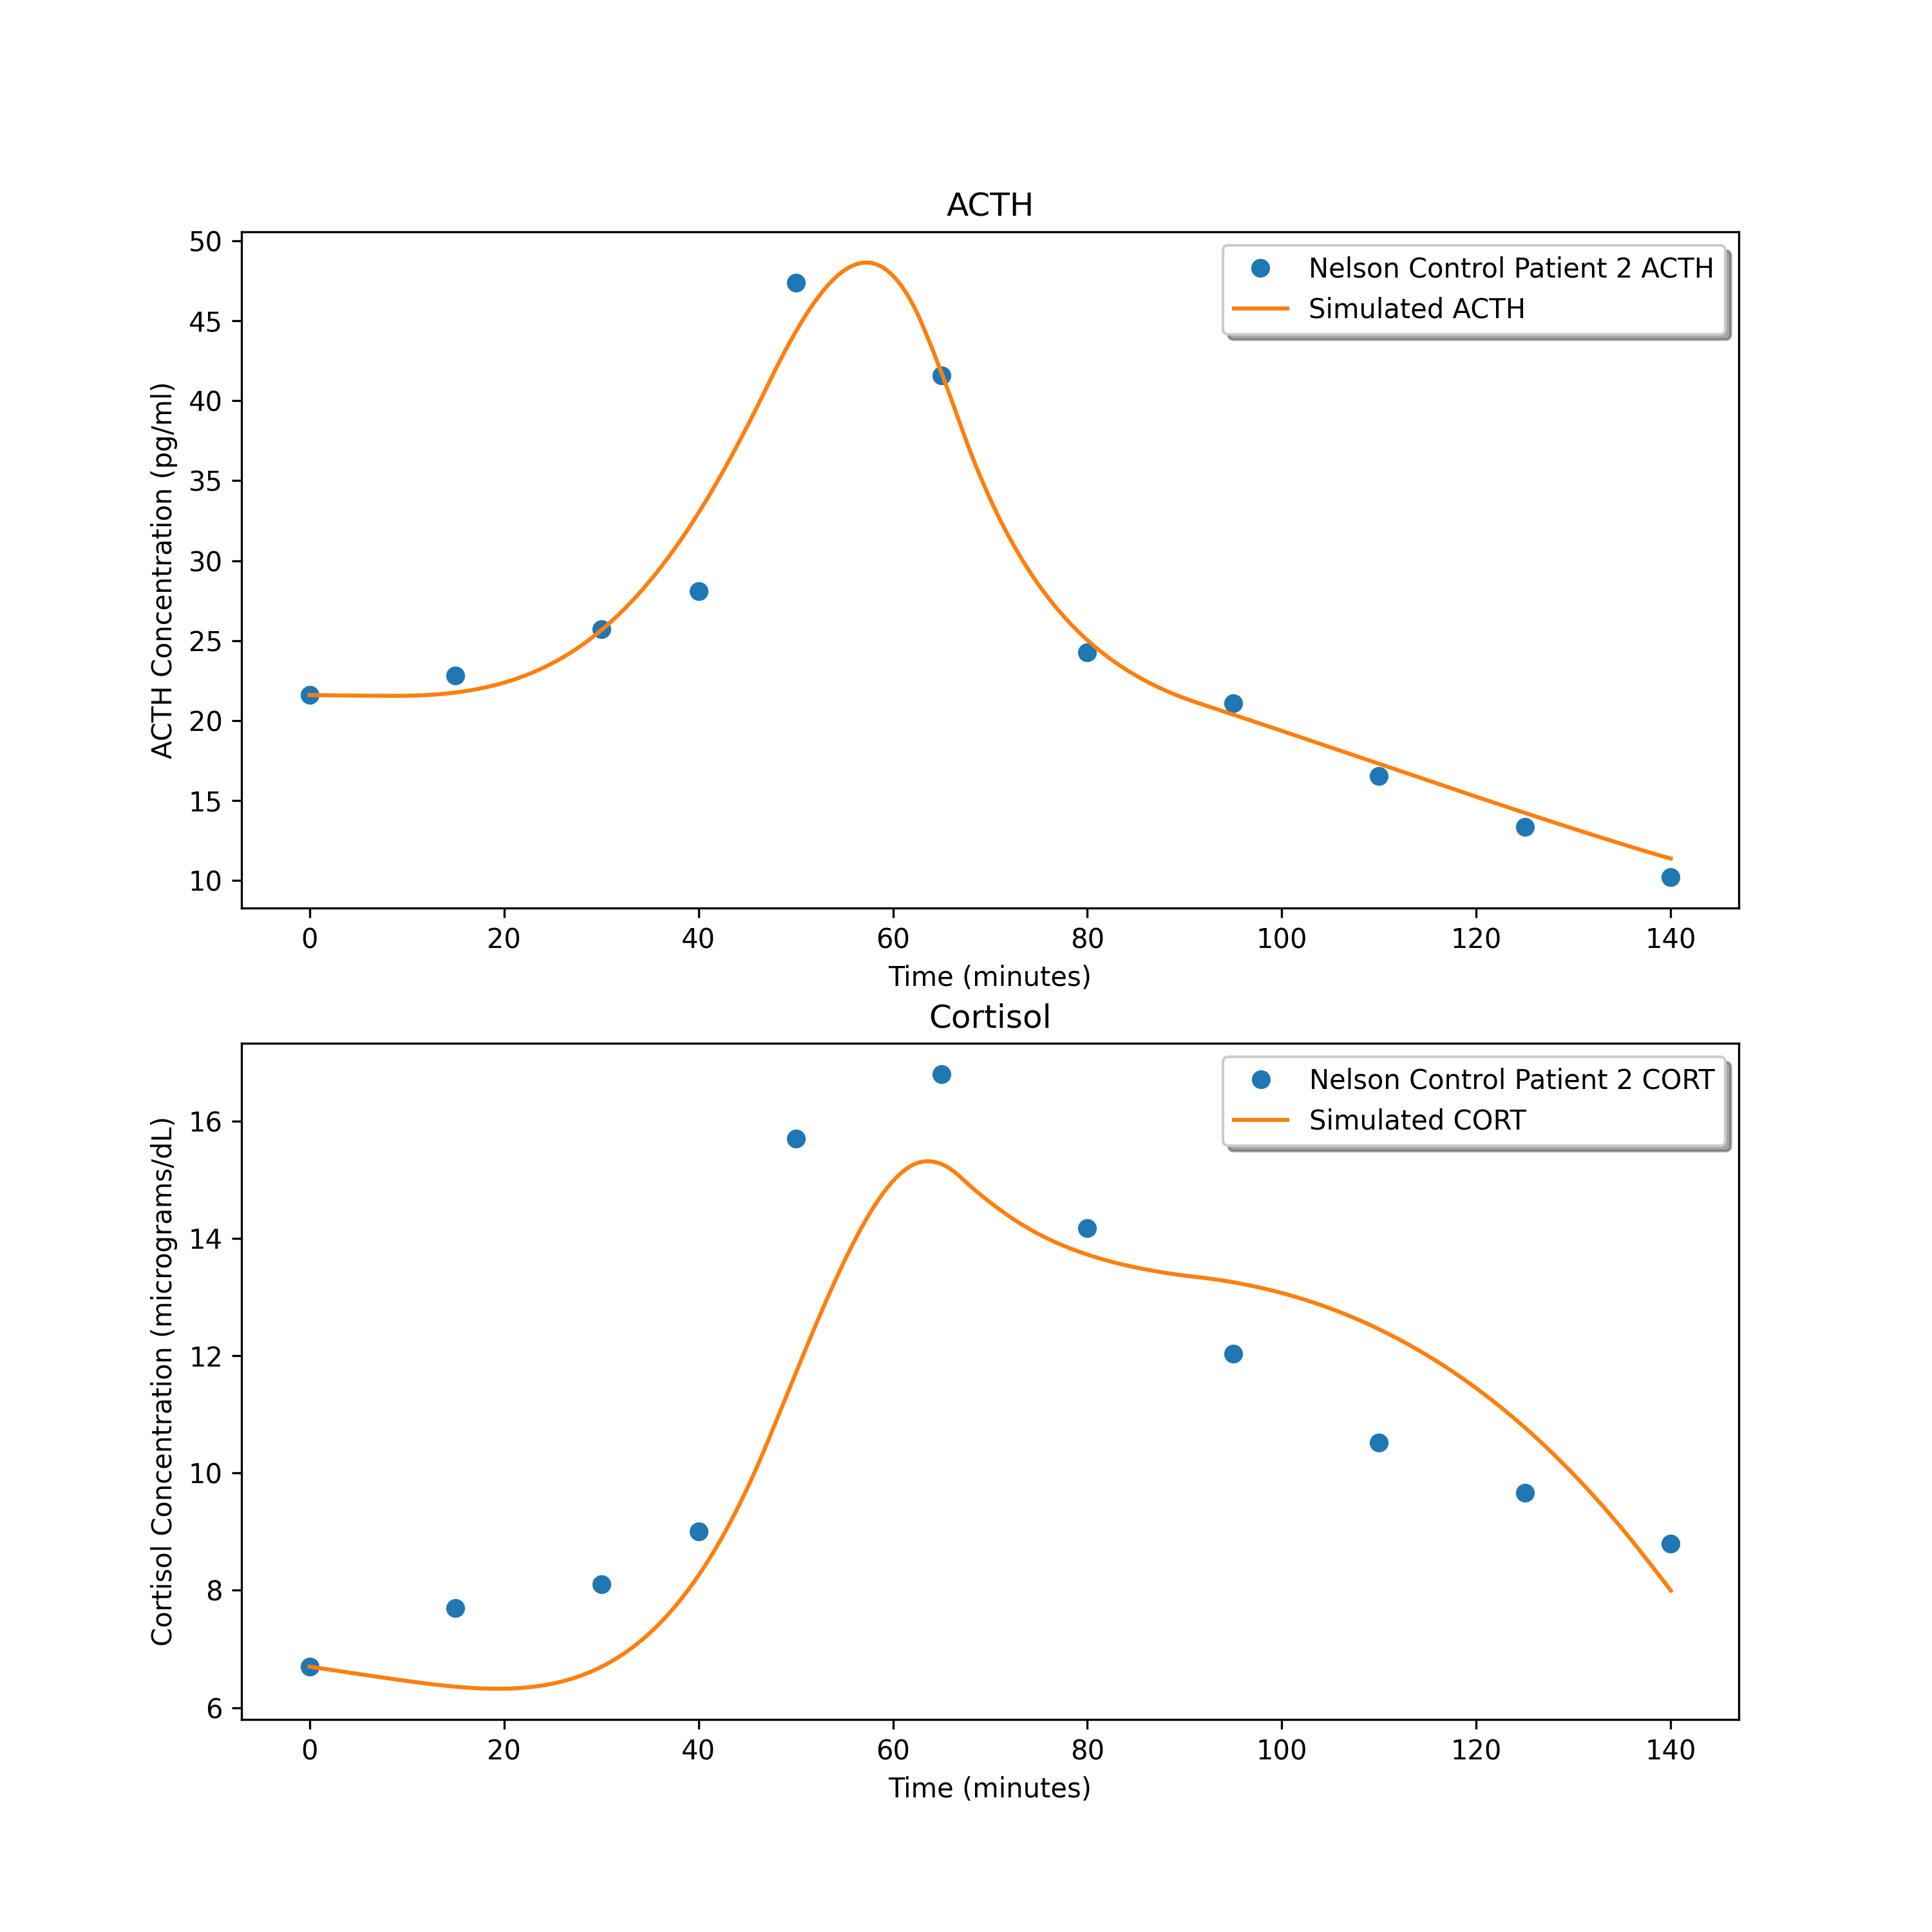 ACTH
50
45
40
35
30
25
20
15
10
ACTH Concentration (pg/ml)
Nelson Control Patient 2 ACTH
Simulated ACTH
0 20 40 60 80 100 120 140
Time (minutes)
Cortisol
16
14
12
10
8
6
Cortisol Concentration (micrograms/dL)
Nelson Control Patient 2 CORT
Simulated CORT
0 20 40 60 80 100 120 140
Time (minutes)